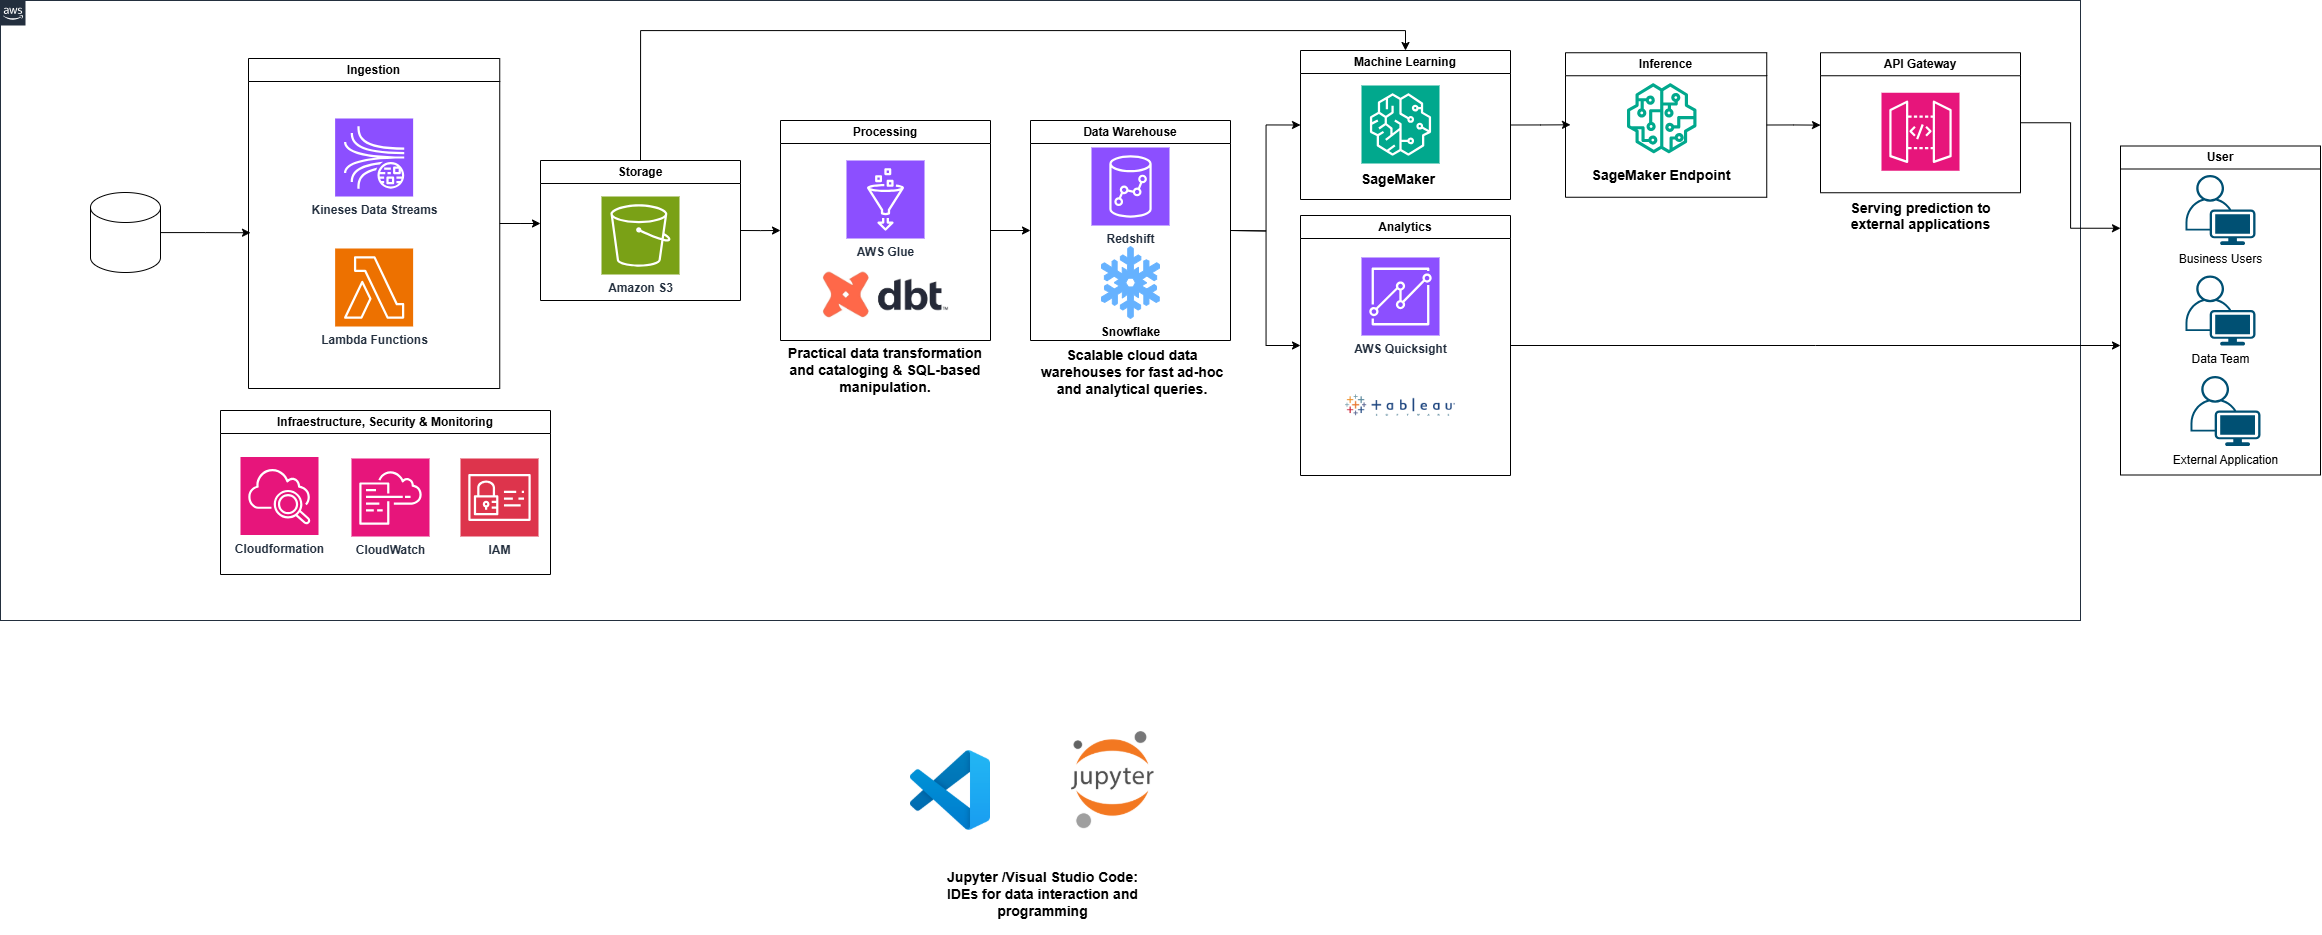 aws
Ingestion
Kineses Data Streams
Lambda Functions
Storage
Amazon S3
Processing
AWS Glue
dbt
Practical data transformation
and cataloging & SQL-based
manipulation.
Data Warehouse
Redshift
Snowflake
Scalable cloud data
warehouses for fast ad-hoc
and analytical queries.
Machine Learning
SageMaker
Analytics
AWS Quicksight
+ableau
Inference
SageMaker Endpoint
API Gateway
</>
Serving prediction to
external applications
User
Business Users
Data Team
External Application
Infraestructure, Security & Monitoring
Cloudformation
CloudWatch
IAM
jupyter
Jupyter /Visual Studio Code:
IDEs for data interaction and
programming